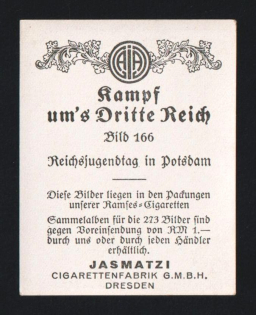 AJA
Kampf
um's Dritte Reich
Bild 166
Reichsjugendtag in Potsdam
Diese Bilder liegen in den Packungen
unserer Ramses=Cigaretten
Sammelalben für die 273 Bilder sind
gegen Voreinsendung von RM 1.—
durch uns oder durch jeden Händler
erhältlich.
JASMATZI
CIGARETTENFABRIK G.M.B.H.
DRESDEN